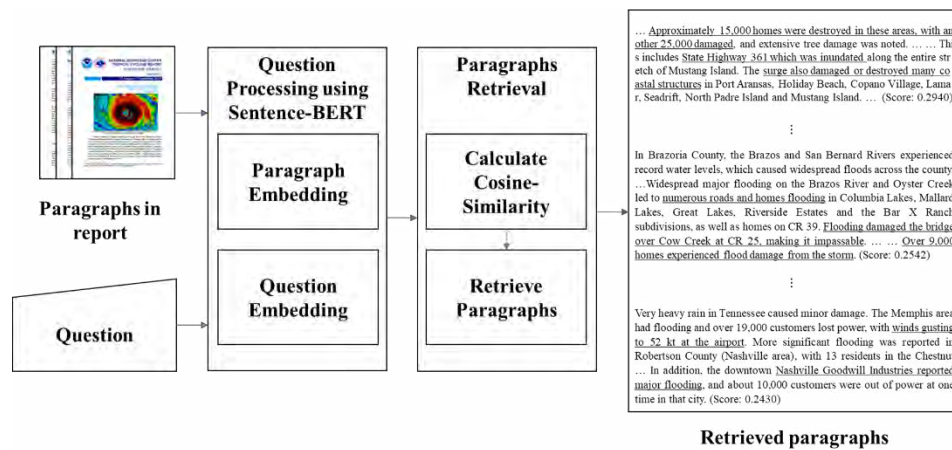 Paragraphs in
report
Question
Question
Processing using
Sentence-BERT
Paragraph
Embedding
Question
Embedding
Paragraphs
Retrieval
Calculate
Cosine-
Similarity
Retrieve
Paragraphs
… Approximately 15,000 homes were destroyed in these areas, with an
other 25,000 damaged, and extensive tree damage was noted. … … Thi
s includes State Highway 361 which was inundated along the entire str
etch of Mustang Island. The surge also damaged or destroyed many co
astal structures in Port Aransas, Holiday Beach, Copano Village, Lama
r, Seadrift, North Padre Island and Mustang Island. … (Score: 0.2940)
⋮
In Brazoria County, the Brazos and San Bernard Rivers experienced
record water levels, which caused widespread floods across the county.
…Widespread major flooding on the Brazos River and Oyster Creek
led to numerous roads and homes flooding in Columbia Lakes, Mallard
Lakes, Great Lakes, Riverside Estates and the Bar X Ranch
subdivisions, as well as homes on CR 39. Flooding damaged the bridge
over Cow Creek at CR 25, making it impassable. … … Over 9,000
homes experienced flood damage from the storm. (Score: 0.2542)
⋮
Very heavy rain in Tennessee caused minor damage. The Memphis area
had flooding and over 19,000 customers lost power, with winds gusting
to 52 kt at the airport. More significant flooding was reported in
Robertson County (Nashville area), with 13 residents in the Chestnut
… In addition, the downtown Nashville Goodwill Industries reported
major flooding, and about 10,000 customers were out of power at one
time in that city. (Score: 0.2430)
Retrieved paragraphs